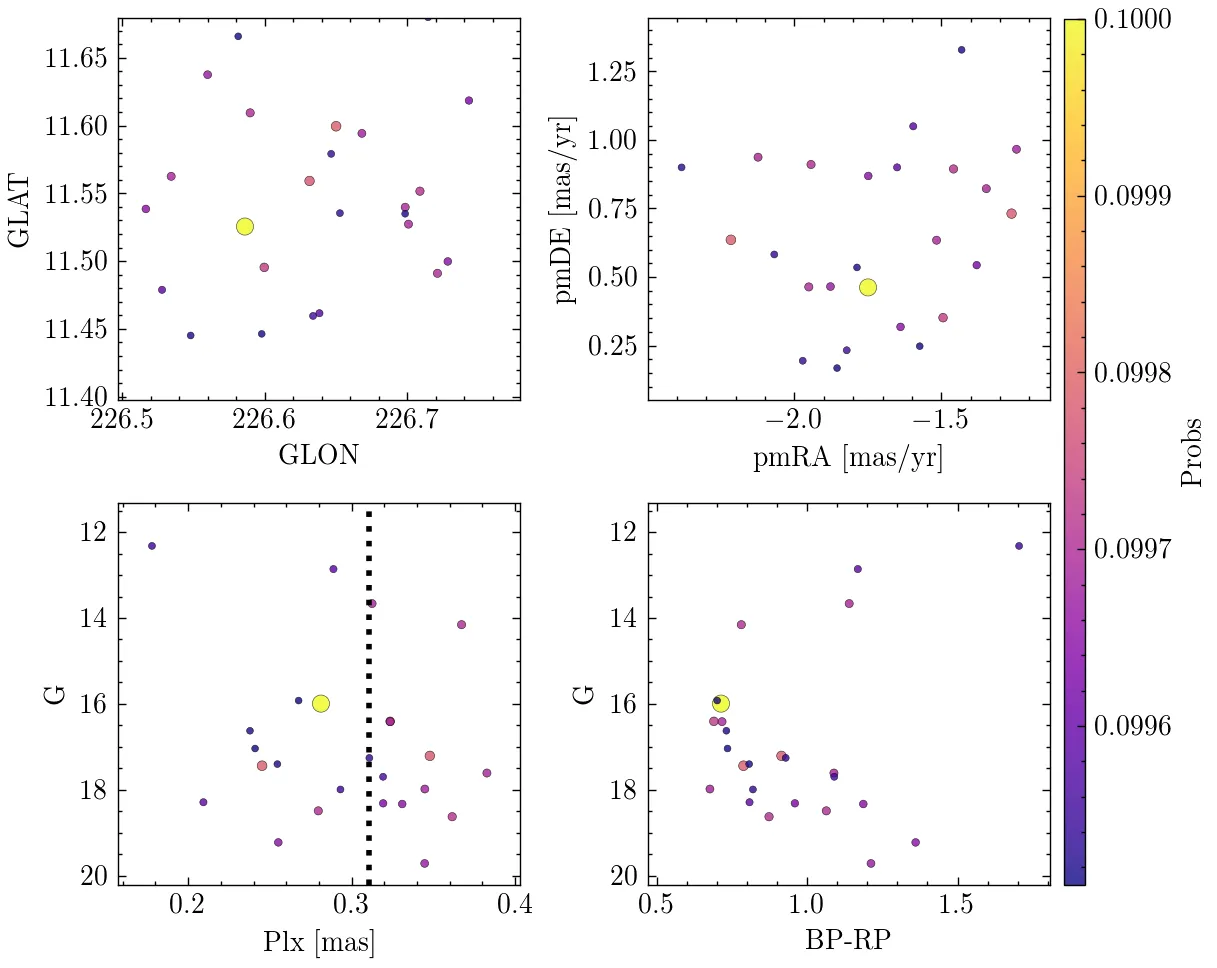 11.65
11.60
11.55
11.50
11.45
11.40
GLAT
226.5 226.6 226.7
GLON
1.25
1.00
0.75
0.50
0.25
pmDE [mas/yr]
−2.0 −1.5
pmRA [mas/yr]
12
14
16
18
20
G
0.2 0.3 0.4
Plx [mas]
12
14
16
18
20
G
0.5 1.0 1.5
BP-RP
0.1000
0.0999
0.0998
0.0997
0.0996
Probs